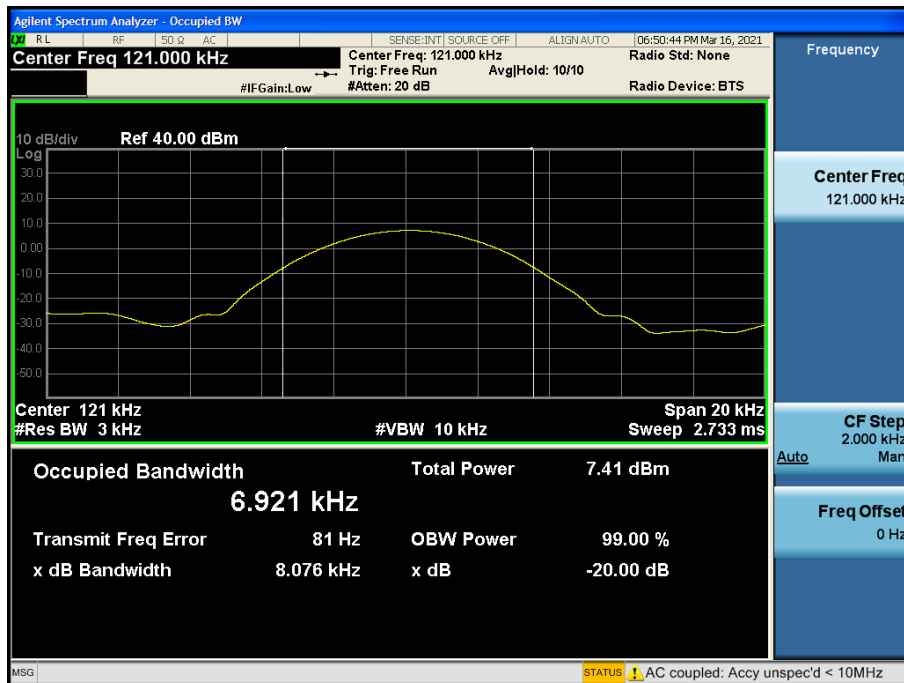 Agilent Spectrum Analyzer - Occupied BW
LXI RL RF 50 Ω AC SENSE:INT SOURCE OFF ALIGN AUTO 06:50:44 PM Mar 16, 2021
Center Freq 121.000 kHz
Center Freq: 121.000 kHz Radio Std: None
Trig: Free Run Avg|Hold: 10/10
#IFGain:Low #Atten: 20 dB Radio Device: BTS
10 dB/div Ref 40.00 dBm
Log
30.0
20.0
10.0
0.00
-10.0
-20.0
-30.0
-40.0
-50.0
Center 121 kHz Span 20 kHz
#Res BW 3 kHz #VBW 10 kHz Sweep 2.733 ms
Occupied Bandwidth Total Power 7.41 dBm
6.921 kHz
Transmit Freq Error 81 Hz OBW Power 99.00 %
x dB Bandwidth 8.076 kHz x dB -20.00 dB
MSG STATUS AC coupled: Accy unspec'd < 10MHz
Frequency
Center Freq
121.000 kHz
CF Step
2.000 kHz
Auto Man
Freq Offset
0 Hz